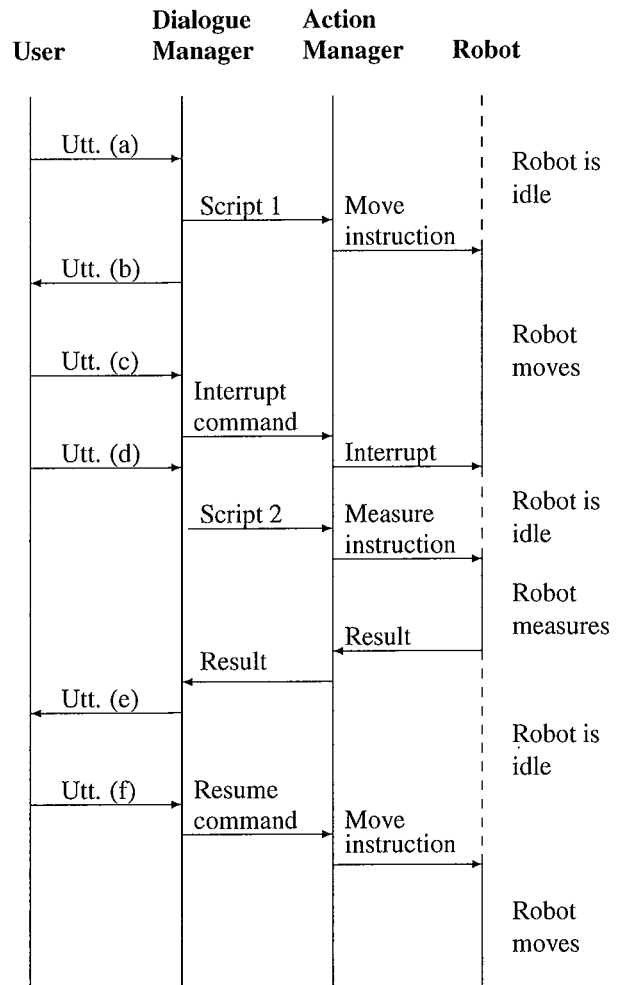 Dialogue Action
User Manager Manager Robot
Utt. (a)
Robot is
idle
Script 1
Move
instruction
Utt. (b)
Robot
moves
Utt. (c)
Interrupt
command
Utt. (d)
Interrupt
Robot is
idle
Script 2
Measure
instruction
Robot
measures
Result
Result
Utt. (e)
Robot is
idle
Utt. (f)
Resume
command
Move
instruction
Robot
moves